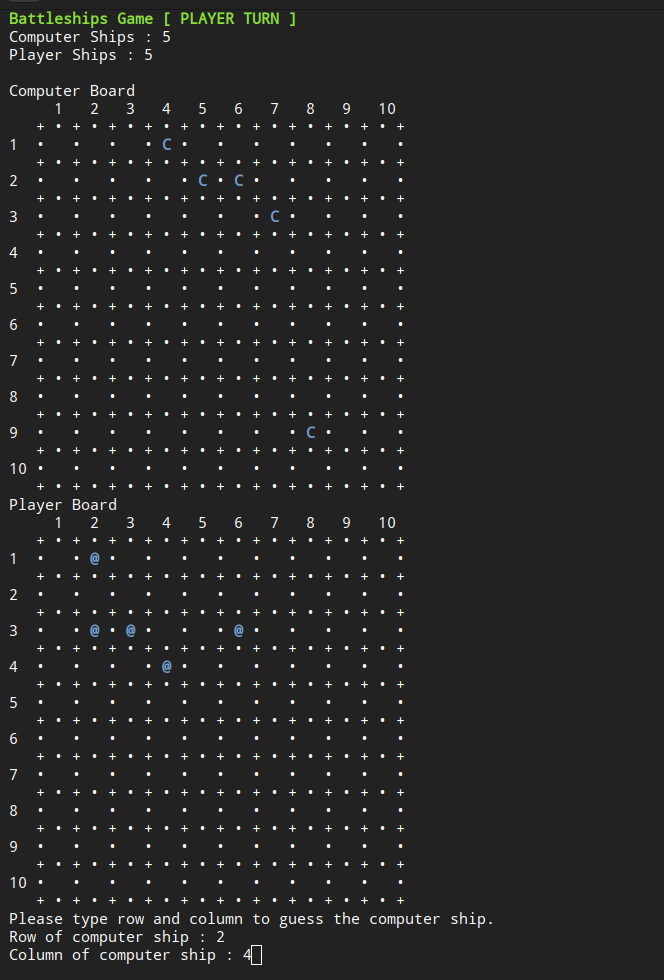 Battleships Game [ PLAYER TURN ]
Computer Ships : 5
Player Ships : 5
Computer Board
1 2 3 4 5 6 7 8 9 10
+ • + • + • + • + • + • + • + • + • + • +
1 • • • • C • • • • • • •
+ • + • + • + • + • + • + • + • + • + • +
2 • • • • • C • C • • • • •
+ • + • + • + • + • + • + • + • + • + • +
3 • • • • • • • C • • • •
+ • + • + • + • + • + • + • + • + • + • +
4 • • • • • • • • • • •
+ • + • + • + • + • + • + • + • + • + • +
5 • • • • • • • • • • •
+ • + • + • + • + • + • + • + • + • + • +
6 • • • • • • • • • • •
+ • + • + • + • + • + • + • + • + • + • +
7 • • • • • • • • • • •
+ • + • + • + • + • + • + • + • + • + • +
8 • • • • • • • • • • •
+ • + • + • + • + • + • + • + • + • + • +
9 • • • • • • • • C • • •
+ • + • + • + • + • + • + • + • + • + • +
10 • • • • • • • • • • •
+ • + • + • + • + • + • + • + • + • + • +
Player Board
1 2 3 4 5 6 7 8 9 10
+ • + • + • + • + • + • + • + • + • + • +
1 • • @ • • • • • • • • •
+ • + • + • + • + • + • + • + • + • + • +
2 • • • • • • • • • • •
+ • + • + • + • + • + • + • + • + • + • +
3 • • @ • @ • • • @ • • • • •
+ • + • + • + • + • + • + • + • + • + • +
4 • • • • @ • • • • • • •
+ • + • + • + • + • + • + • + • + • + • +
5 • • • • • • • • • • •
+ • + • + • + • + • + • + • + • + • + • +
6 • • • • • • • • • • •
+ • + • + • + • + • + • + • + • + • + • +
7 • • • • • • • • • • •
+ • + • + • + • + • + • + • + • + • + • +
8 • • • • • • • • • • •
+ • + • + • + • + • + • + • + • + • + • +
9 • • • • • • • • • • •
+ • + • + • + • + • + • + • + • + • + • +
10 • • • • • • • • • • •
+ • + • + • + • + • + • + • + • + • + • +
Please type row and column to guess the computer ship.
Row of computer ship : 2
Column of computer ship : 4